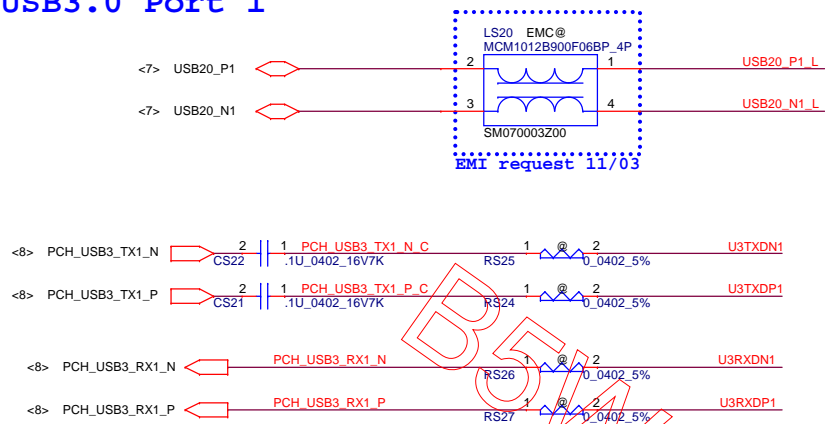 USB3.0 Port 1
LS20 EMC@
MCM1012B900F06BP_4P
<7> USB20_P1 2 1 USB20_P1_L
<7> USB20_N1 3 4 USB20_N1_L
SM070003Z00
EMI request 11/03
<8> PCH_USB3_TX1_N 2 1 PCH_USB3_TX1_N_C 1 @ 2 U3TXDN1
CS22 .1U_0402_16V7K RS25 0_0402_5%
<8> PCH_USB3_TX1_P 2 1 PCH_USB3_TX1_P_C 1 @ 2 U3TXDP1
CS21 .1U_0402_16V7K RS24 0_0402_5%
<8> PCH_USB3_RX1_N PCH_USB3_RX1_N 1 @ 2 U3RXDN1
RS26 0_0402_5%
<8> PCH_USB3_RX1_P PCH_USB3_RX1_P 1 @ 2 U3RXDP1
RS27 0_0402_5%